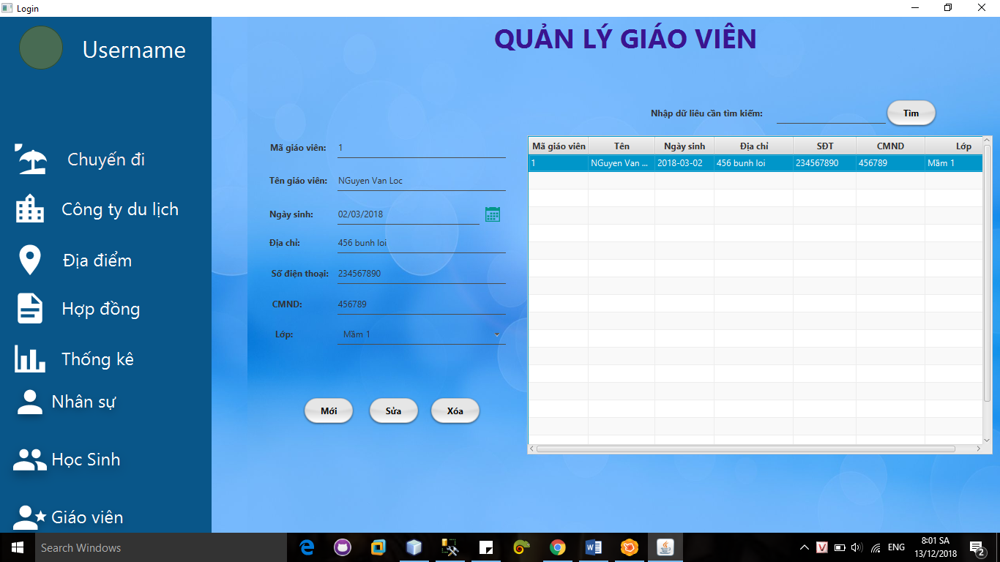 Login
Username
QUẢN LÝ GIÁO VIÊN
Nhập dữ liêu cần tìm kiếm:
Tìm
Chuyến đi
Công ty du lịch
Địa điểm
Hợp đồng
Thống kê
Nhân sự
Học Sinh
Giáo viên
Mã giáo viên: 1
Tên giáo viên: NGuyen Van Loc
Ngày sinh: 02/03/2018
Địa chỉ: 456 bunh loi
Số điện thoại: 234567890
CMND: 456789
Lớp: Mầm 1
Mới Sửa Xóa
Mã giáo viên Tên Ngày sinh Địa chỉ SĐT CMND Lớp
1 NGuyen Van ... 2018-03-02 456 bunh loi 234567890 456789 Mầm 1
Search Windows
ENG
8:01 SA
13/12/2018
2